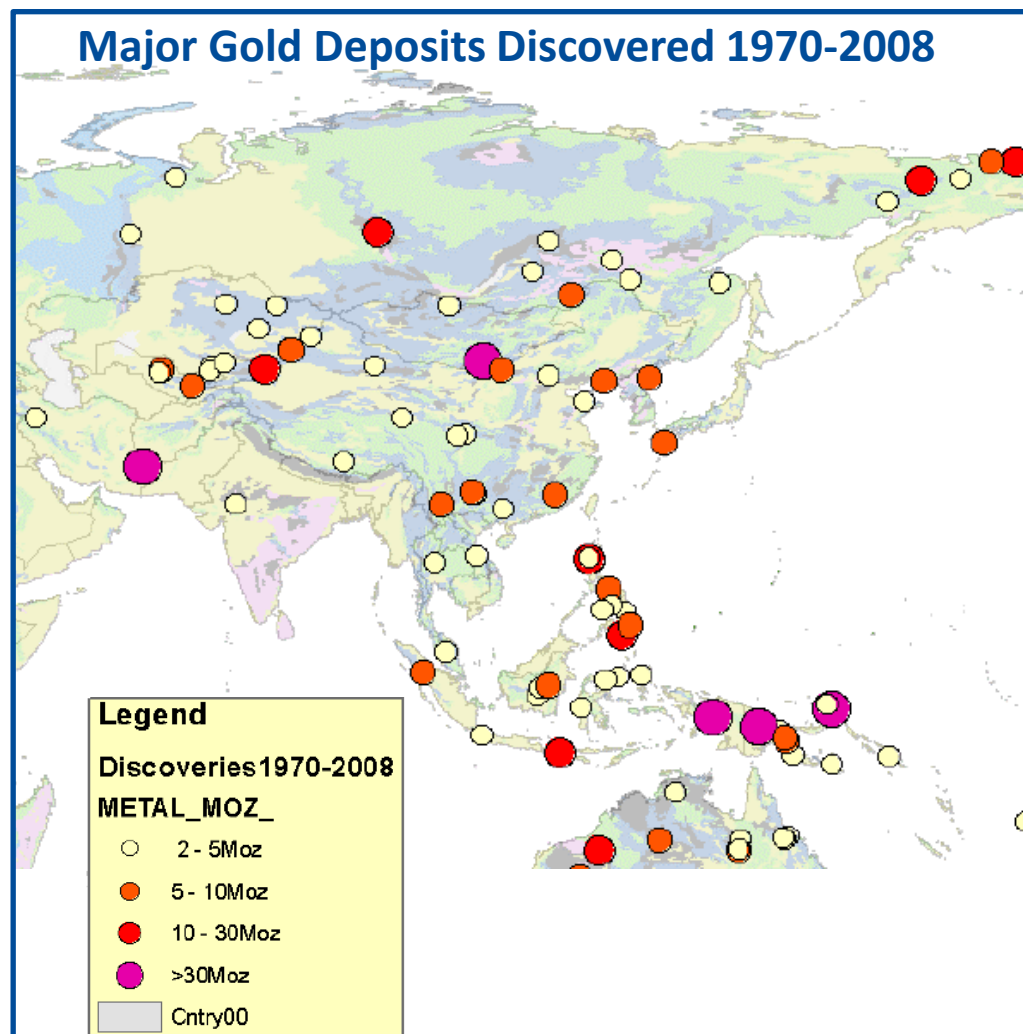 Major Gold Deposits Discovered 1970-2008
Legend
Discoveries1970-2008
METAL_MOZ_
2 - 5Moz
5 - 10Moz
10 - 30Moz
>30Moz
Cntry00